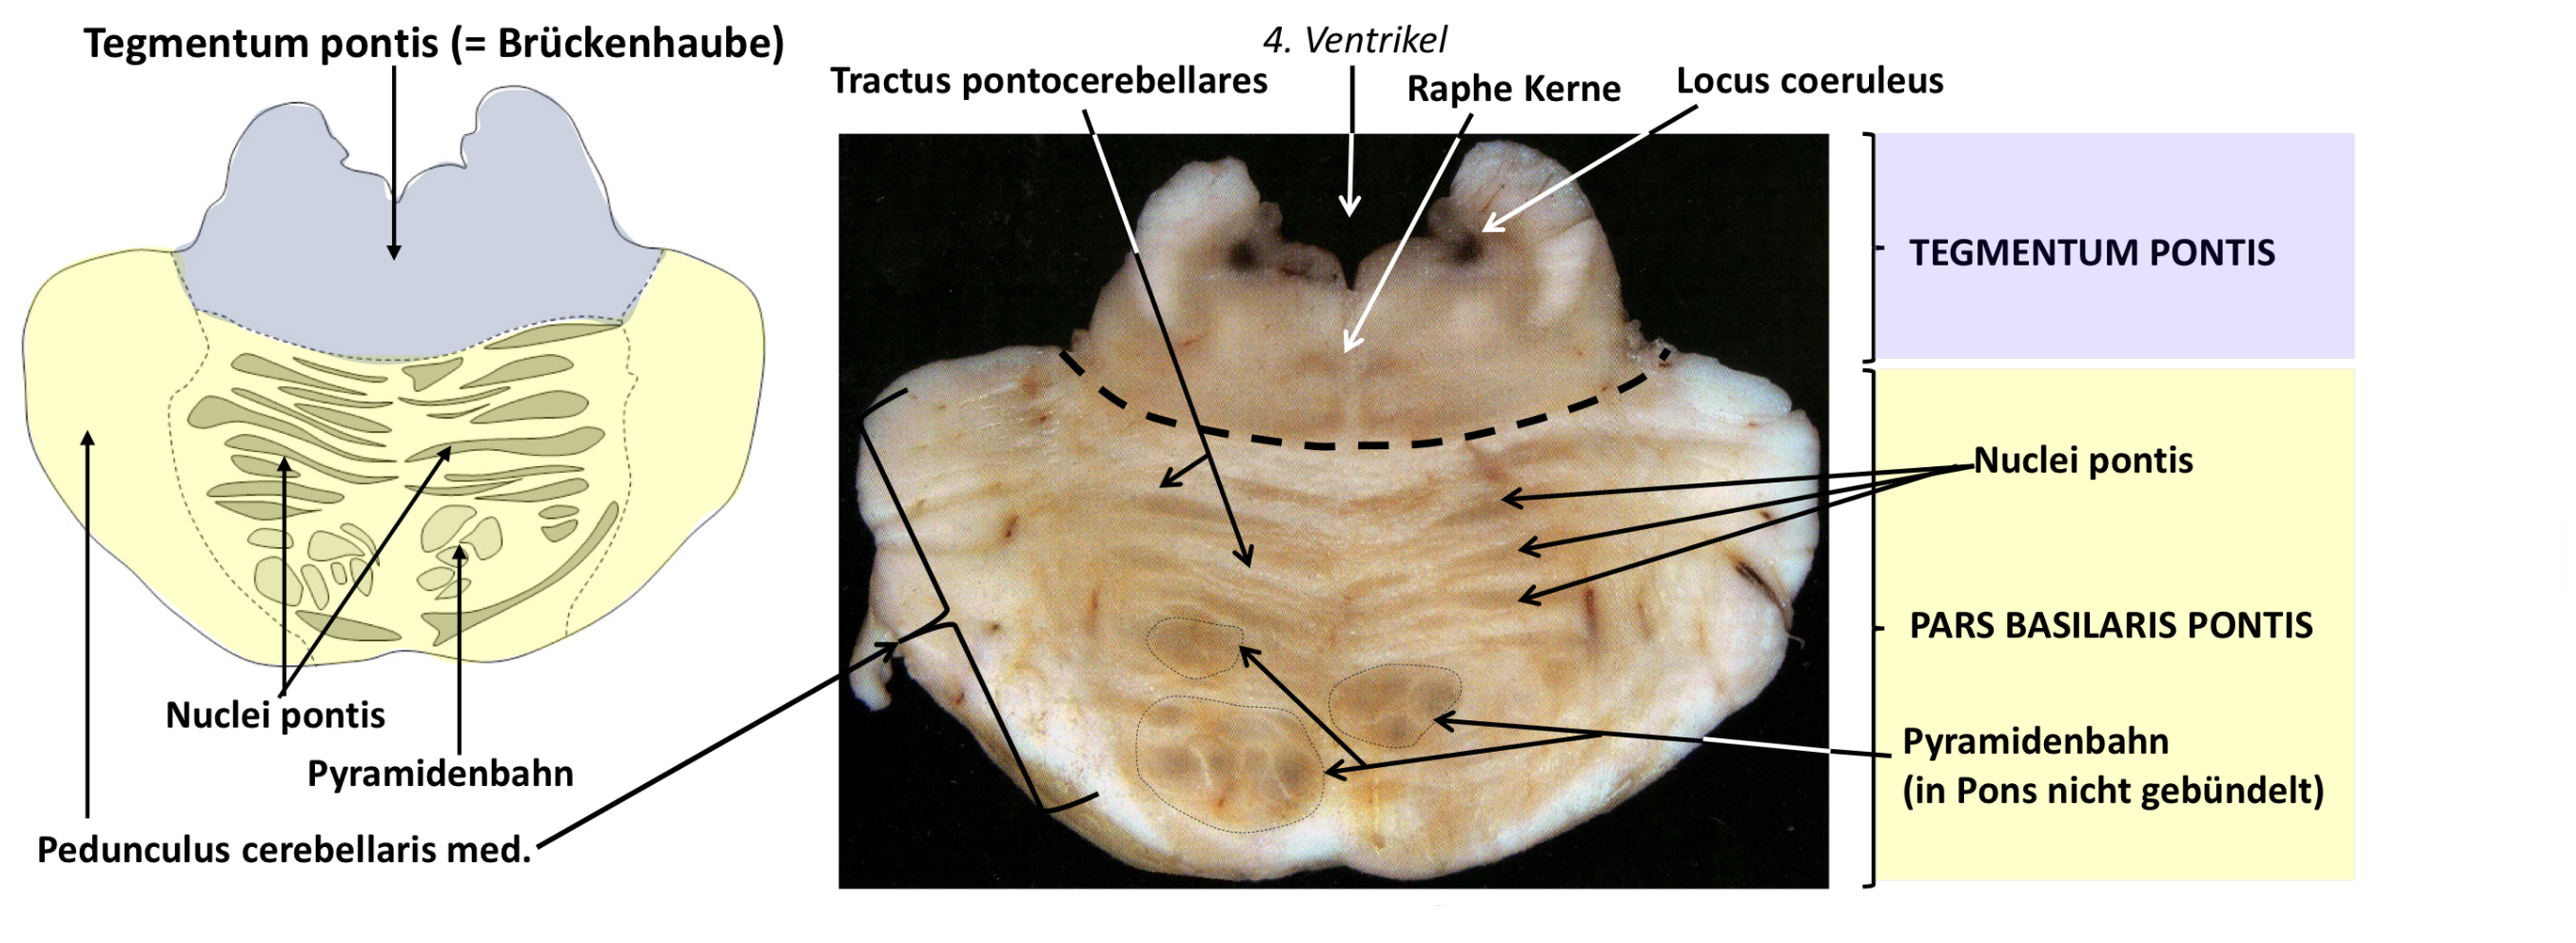 Tegmentum pontis (= Brückenhaube)
4. Ventrikel
Tractus pontocerebellares
Raphe Kerne
Locus coeruleus
TEGMENTUM PONTIS
Nuclei pontis
PARS BASILARIS PONTIS
Nuclei pontis
Pyramidenbahn
Pyramidenbahn
(in Pons nicht gebündelt)
Pedunculus cerebellaris med.